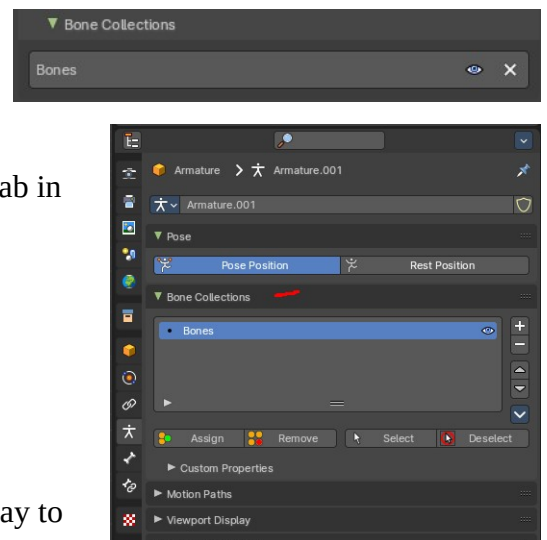 Bone Collections
Bones
Armature Armature.001
ab in
Armature.001
Pose
Pose Position Rest Position
Bone Collections
Bones
Assign Remove Select Deselect
Custom Properties
Motion Paths
ay to
Viewport Display